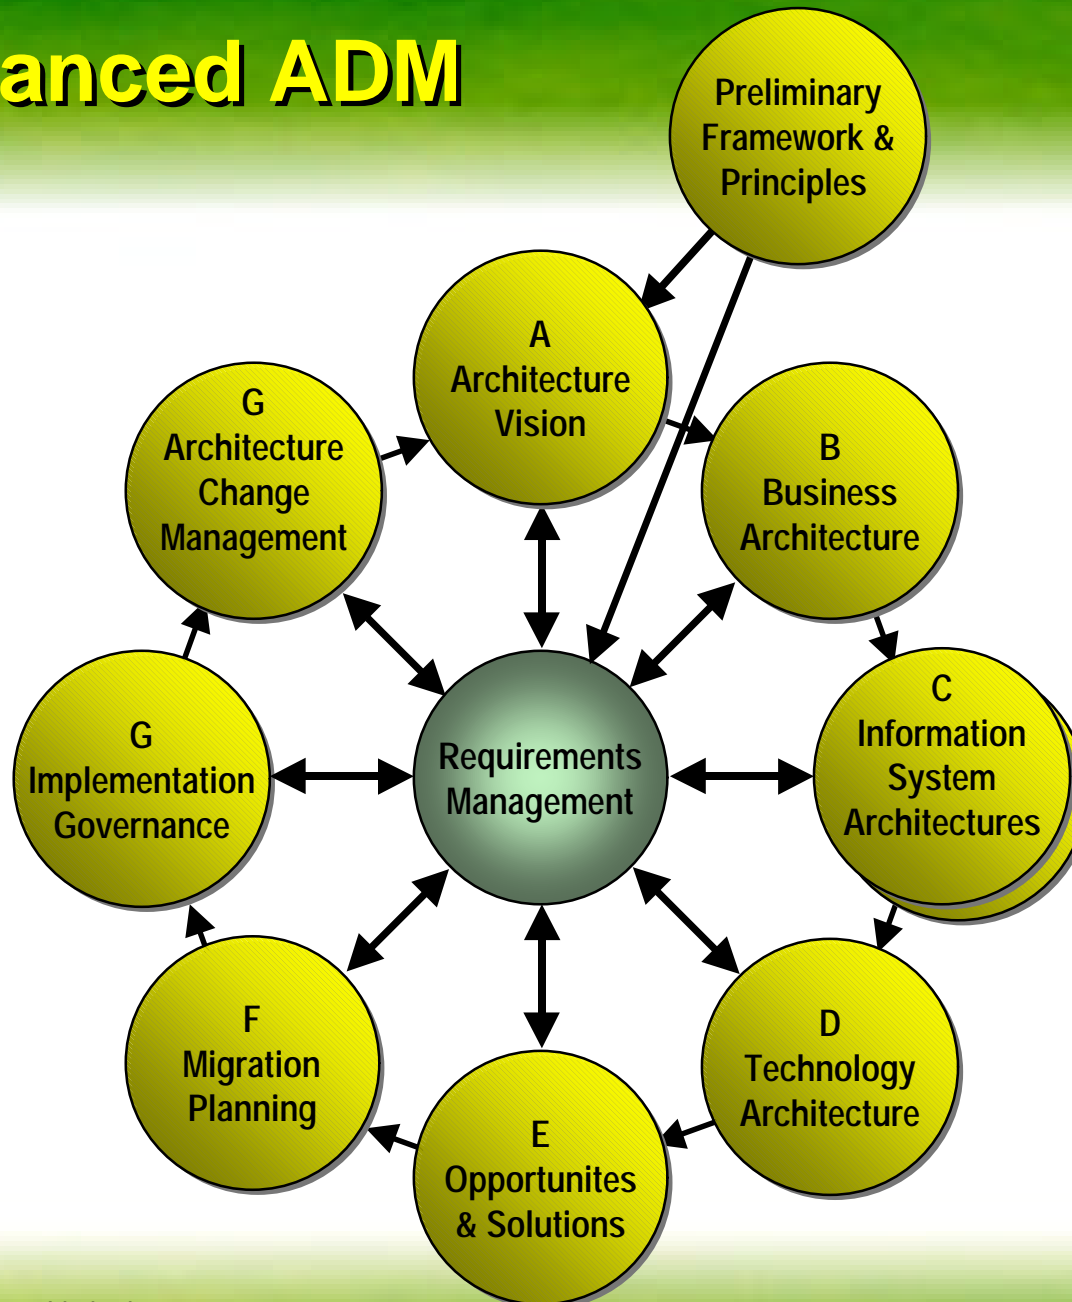 anced ADM
Preliminary
Framework &
Principles
A
Architecture
Vision
G
Architecture
Change
Management
B
Business
Architecture
C
Information
System
Architectures
Requirements
Management
G
Implementation
Governance
F
Migration
Planning
D
Technology
Architecture
E
Opportunites
& Solutions